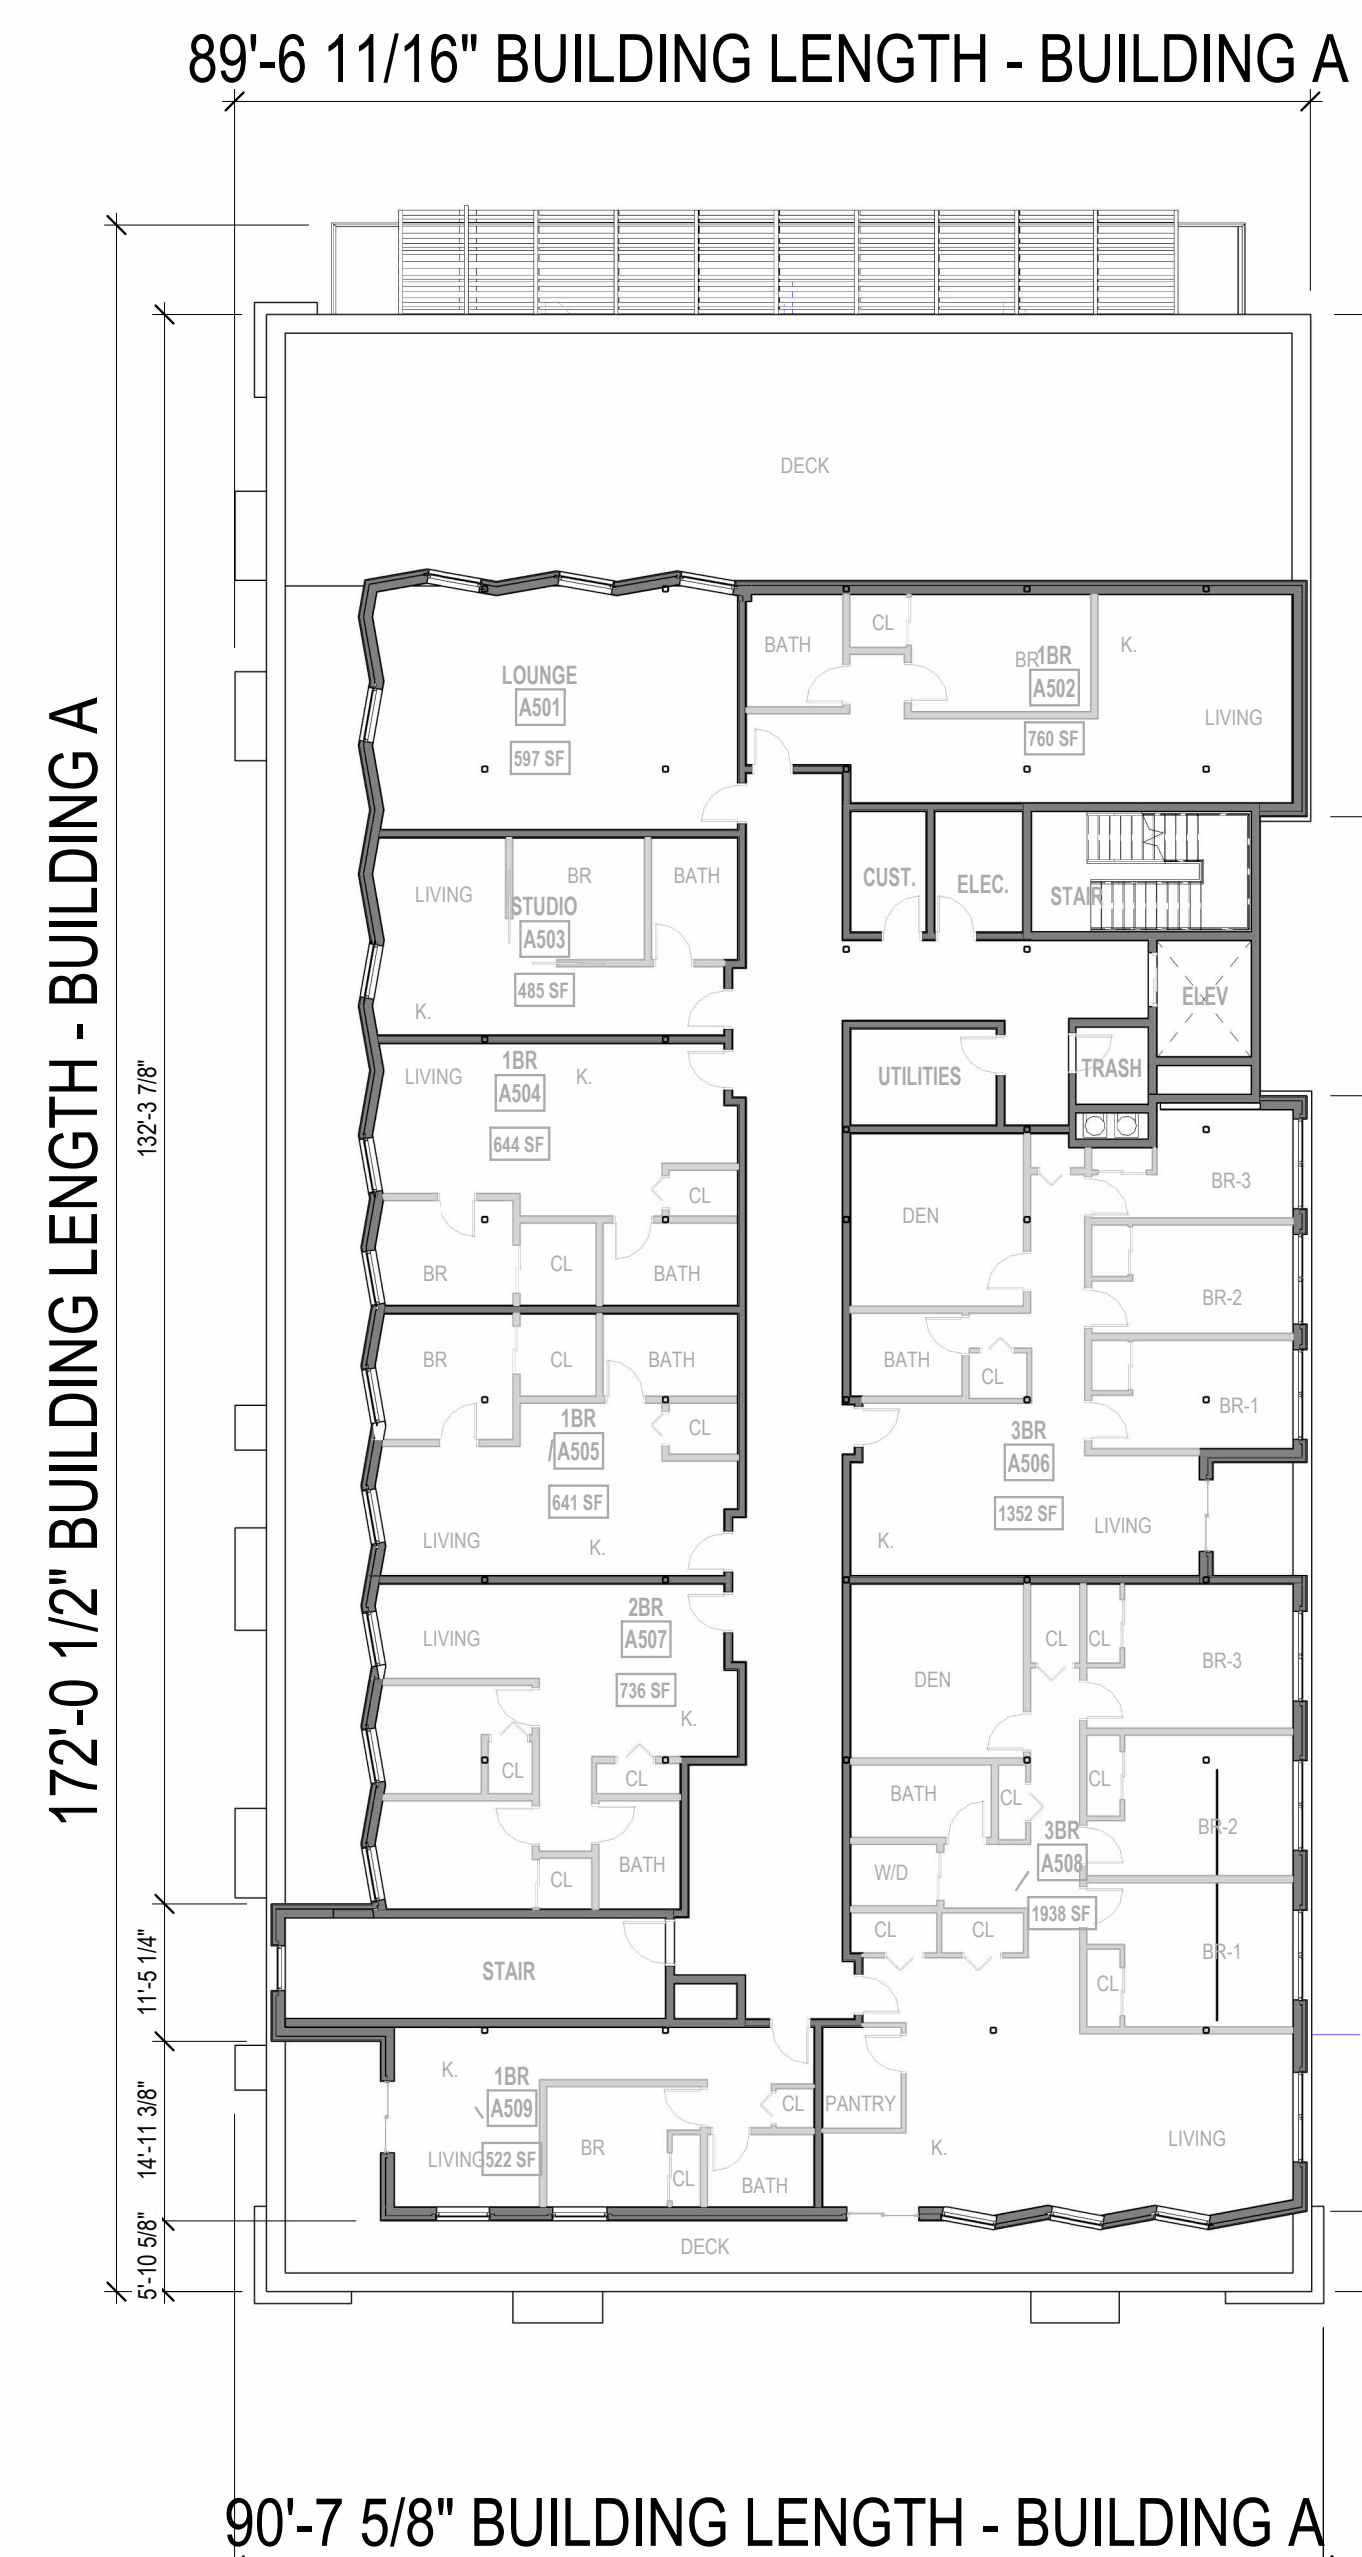 89'-6 11/16" BUILDING LENGTH - BUILDING A
172'-0 1/2" BUILDING LENGTH - BUILDING A
132'-3 7/8"
11'-5 1/4"
14'-11 3/8"
5'-10 5/8"
DECK
LOUNGE
A501
597 SF
BATH
CL
BR
1BR
A502
760 SF
K.
LIVING
LIVING
BR
BATH
STUDIO
A503
485 SF
K.
CUST.
ELEC.
STAIR
ELEV
UTILITIES
TRASH
LIVING
1BR
A504
644 SF
K.
CL
BR
CL
BATH
DEN
BR-3
BR-2
BR-1
BATH
CL
BR
CL
BATH
1BR
A505
641 SF
CL
LIVING
K.
3BR
A506
1352 SF
K.
LIVING
LIVING
2BR
A507
736 SF
K.
CL
CL
CL
BATH
DEN
CL
CL
BR-3
BATH
CL
CL
BR-2
3BR
A508
1938 SF
W/D
CL
CL
CL
BR-1
STAIR
K.
1BR
A509
522 SF
LIVING
BR
CL
CL
BATH
PANTRY
K.
LIVING
DECK
90'-7 5/8" BUILDING LENGTH - BUILDING A